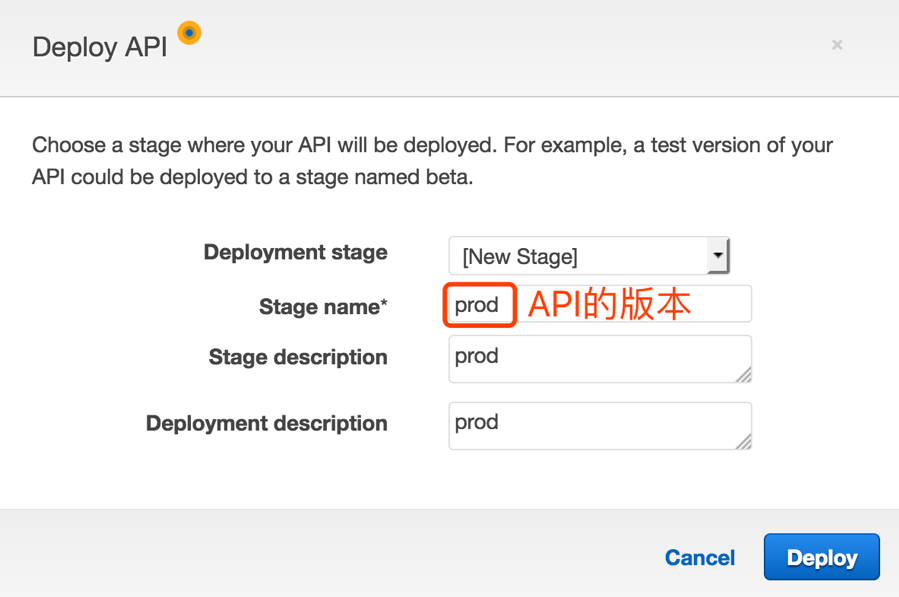 Deploy API
×
Choose a stage where your API will be deployed. For example, a test version of your
API could be deployed to a stage named beta.
Deployment stage [New Stage]
Stage name* prod API的版本
Stage description prod
Deployment description prod
Cancel Deploy